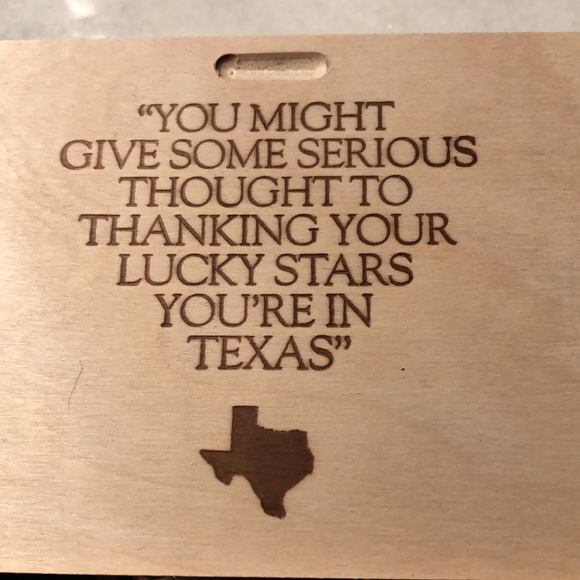 “YOU MIGHT
GIVE SOME SERIOUS
THOUGHT TO
THANKING YOUR
LUCKY STARS
YOU’RE IN
TEXAS”